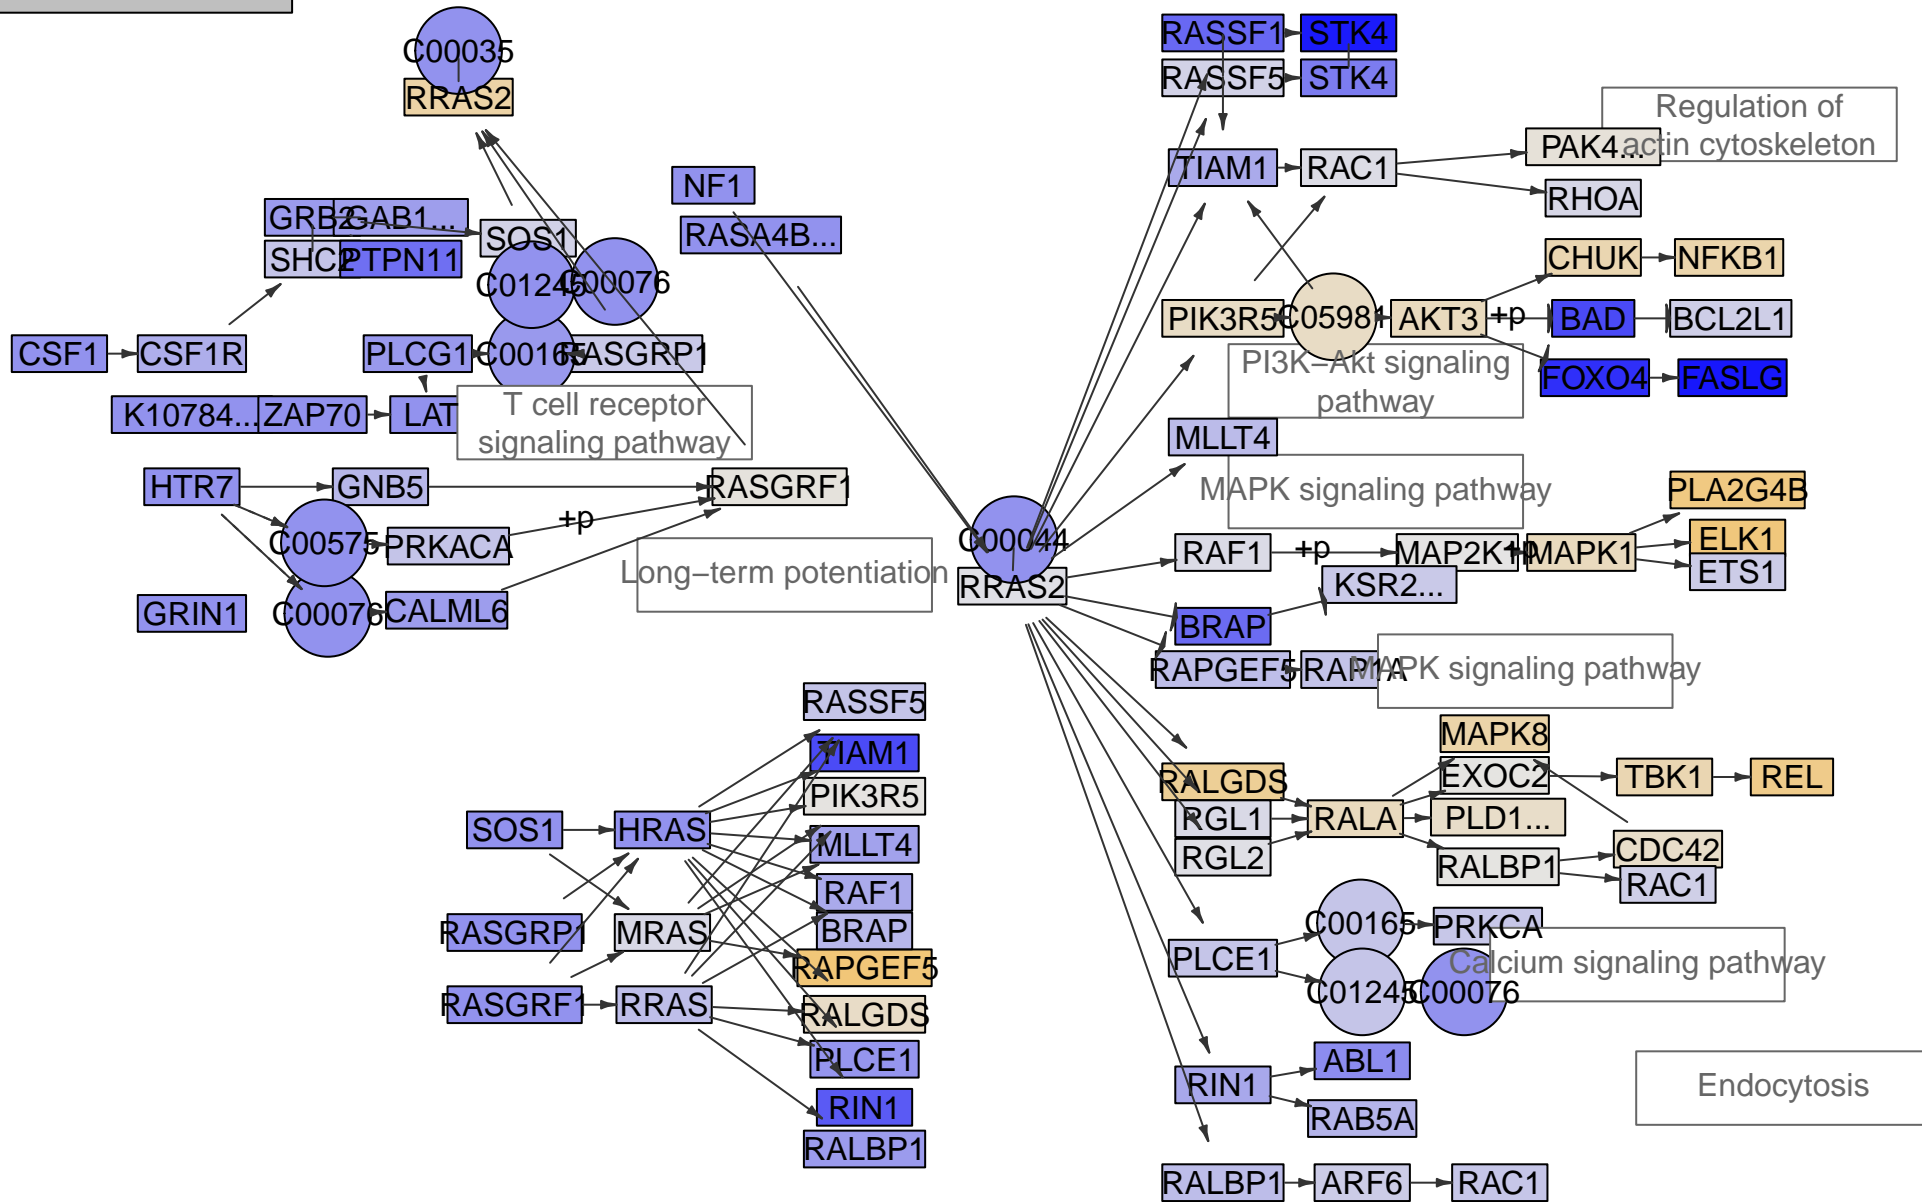 C00035
RRAS2
NF1
RASA4B...
GRB2
GAB1...
SOS1
SHC2
PTPN11
C01245
C00076
CSF1
CSF1R
PLCG1
C00165
RASGRP1
K10784...
ZAP70
LAT
T cell receptor
signaling pathway
HTR7
GNB5
RASGRF1
+p
C00575
PRKACA
Long−term potentiation
GRIN1
C00076
CALML6
C00044
RRAS2
RASSF1
STK4
RASSF5
STK4
Regulation of
actin cytoskeleton
PAK4...
TIAM1
RAC1
RHOA
CHUK
NFKB1
PIK3R5
C05981
AKT3
+p
BAD
BCL2L1
PI3K−Akt signaling
pathway
FOXO4
FASLG
MLLT4
MAPK signaling pathway
PLA2G4B
RAF1
+p
MAP2K1
+p
MAPK1
ELK1
ETS1
KSR2...
BRAP
RAPGEF5
RAP1A
MAPK signaling pathway
MAPK8
RALGDS
EXOC2
TBK1
REL
RGL1
RALA
PLD1...
RGL2
RALBP1
CDC42
RAC1
C00165
PRKCA
PLCE1
Calcium signaling pathway
C01245
C00076
ABL1
RIN1
RAB5A
Endocytosis
RALBP1
ARF6
RAC1
RASSF5
TIAM1
PIK3R5
SOS1
HRAS
MLLT4
RAF1
RASGRP1
MRAS
BRAP
RAPGEF5
RASGRF1
RRAS
RALGDS
PLCE1
RIN1
RALBP1